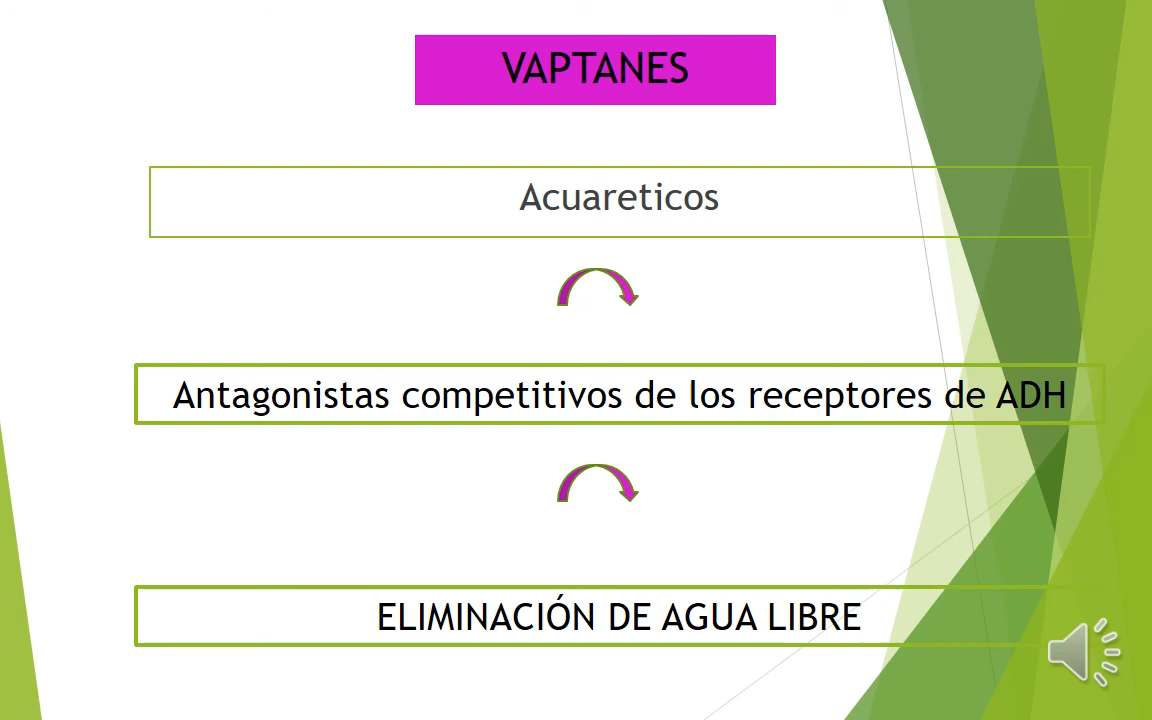 VAPTANES
Acuareticos
Antagonistas competitivos de los receptores de ADH
ELIMINACIÓN DE AGUA LIBRE